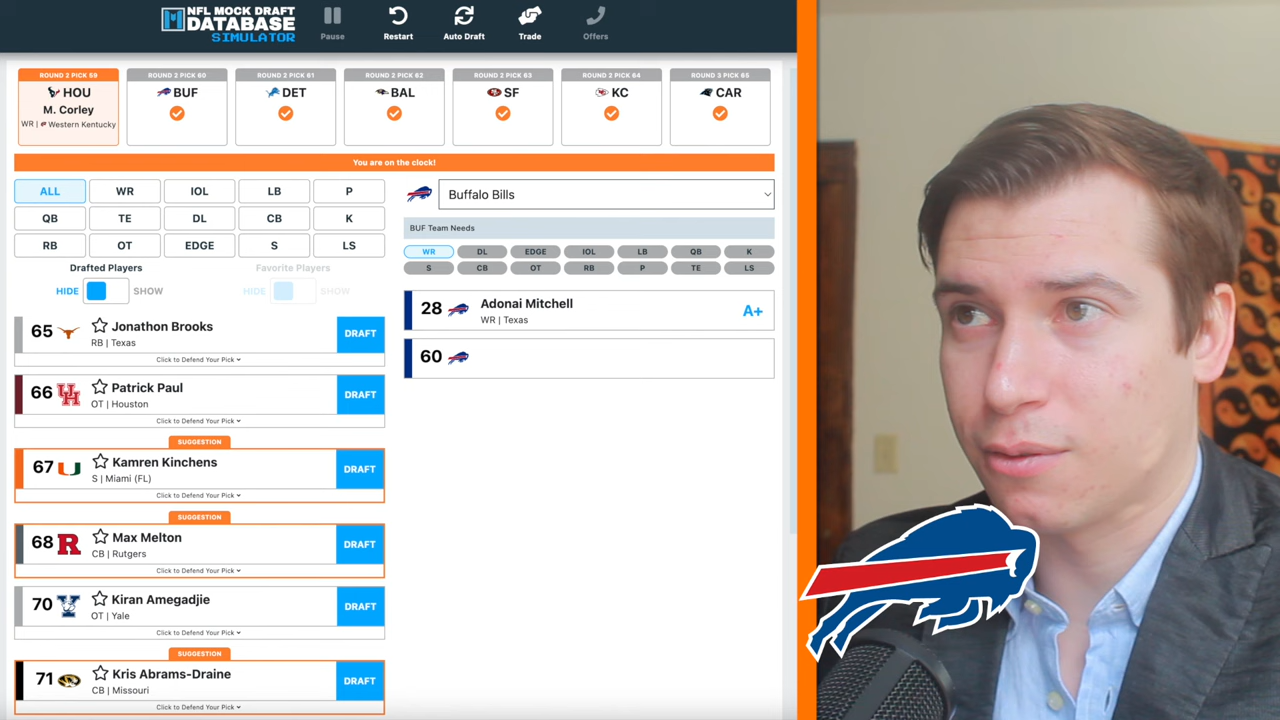 NFL MOCK DRAFT
DATABASE
SIMULATOR
Pause
Restart
Auto Draft
Trade
Offers
ROUND 2 PICK 59
HOU
M. Corley
WR | Western Kentucky
ROUND 2 PICK 60
BUF
ROUND 2 PICK 61
DET
ROUND 2 PICK 62
BAL
ROUND 2 PICK 63
SF
ROUND 2 PICK 64
KC
ROUND 3 PICK 65
CAR
You are on the clock!
ALL WR IOL LB P
QB TE DL CB K
RB OT EDGE S LS
Drafted Players
HIDE SHOW
Favorite Players
HIDE SHOW
65 Jonathon Brooks
RB | Texas
DRAFT
Click to Defend Your Pick
66 Patrick Paul
OT | Houston
DRAFT
Click to Defend Your Pick
SUGGESTION
67 Kamren Kinchens
S | Miami (FL)
DRAFT
Click to Defend Your Pick
SUGGESTION
68 R Max Melton
CB | Rutgers
DRAFT
Click to Defend Your Pick
70 Y Kiran Amegadjie
OT | Yale
DRAFT
Click to Defend Your Pick
SUGGESTION
71 Kris Abrams-Draine
CB | Missouri
DRAFT
Click to Defend Your Pick
Buffalo Bills
BUF Team Needs
WR DL EDGE IOL LB QB K
S CB OT RB P TE LS
28 Adonai Mitchell
WR | Texas
A+
60